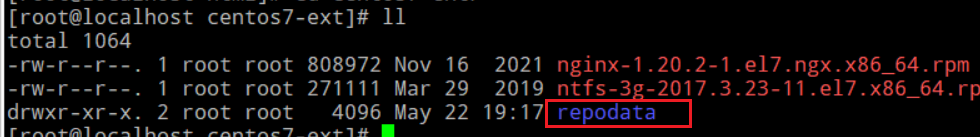 [root@localhost centos7-ext]# ll
total 1064
-rw-r--r--. 1 root root 808972 Nov 16  2021 nginx-1.20.2-1.el7.ngx.x86_64.rpm
-rw-r--r--. 1 root root 271111 Mar 29  2019 ntfs-3g-2017.3.23-11.el7.x86_64.rp
drwxr-xr-x. 2 root root   4096 May 22 19:17 repodata
[root@localhost centos7-ext]#